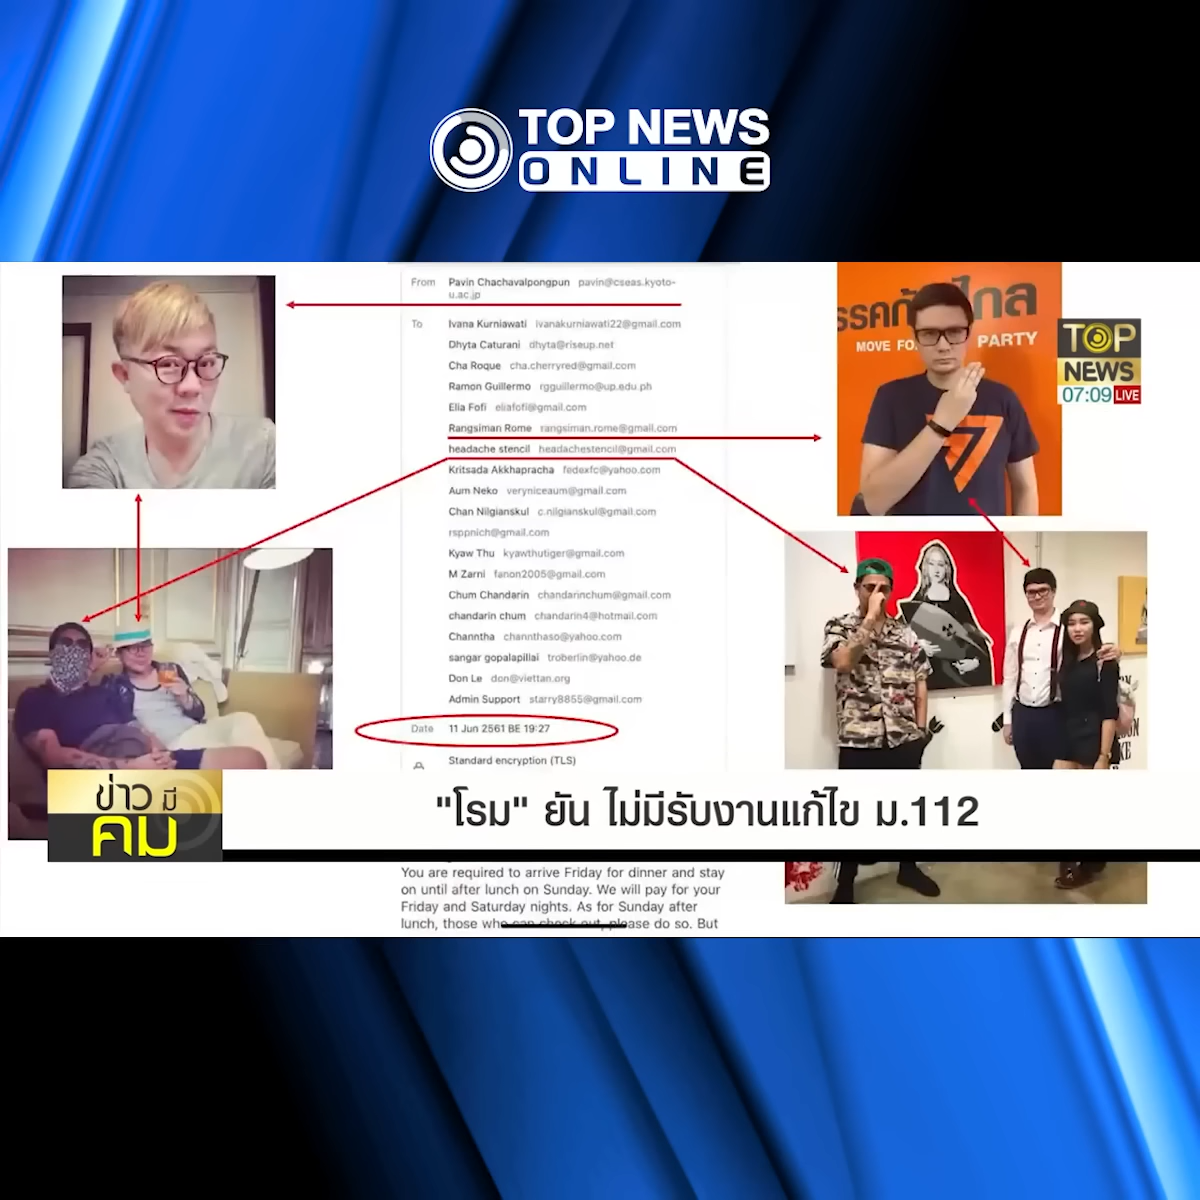 TOP NEWS
ONLINE
From Pavin Chachavalpongpun pavin@cseas.kyoto-
u.ac.jp
To Ivana Kurniawati ivanakurniawati22@gmail.com
Dhyta Caturani dhyta@riseup.net
Cha Roque cha.cherryred@gmail.com
Ramon Guillermo rgguillermo@up.edu.ph
Elia Fofi eliafofi@gmail.com
Rangsiman Rome rangsiman.rome@gmail.com
headache stencil headachestencil@gmail.com
Kritsada Akkhapracha fedexfc@yahoo.com
Aum Neko veryniceaum@gmail.com
Chan Nilgianskul c.nilgianskul@gmail.com
rsppnich@gmail.com
Kyaw Thu kyawthutiger@gmail.com
M Zarni fanon2005@gmail.com
Chum Chandarin chandarinchum@gmail.com
chandarin chum chandarin4@hotmail.com
Channtha channthaso@yahoo.com
sangar gopalapillai troberlin@yahoo.de
Don Le don@viettan.org
Admin Support starry8855@gmail.com
Date 11 Jun 2561 BE 19:27
Standard encryption (TLS)
MOVE
PARTY
TOP
NEWS
07:09 LIVE
ข่าวมี
คม
"โรม" ยัน ไม่มีรับงานแก้ไข ม.112
You are required to arrive Friday for dinner and stay
on until after lunch on Sunday. We will pay for your
Friday and Saturday nights. As for Sunday after
lunch, those who can check out, please do so. But